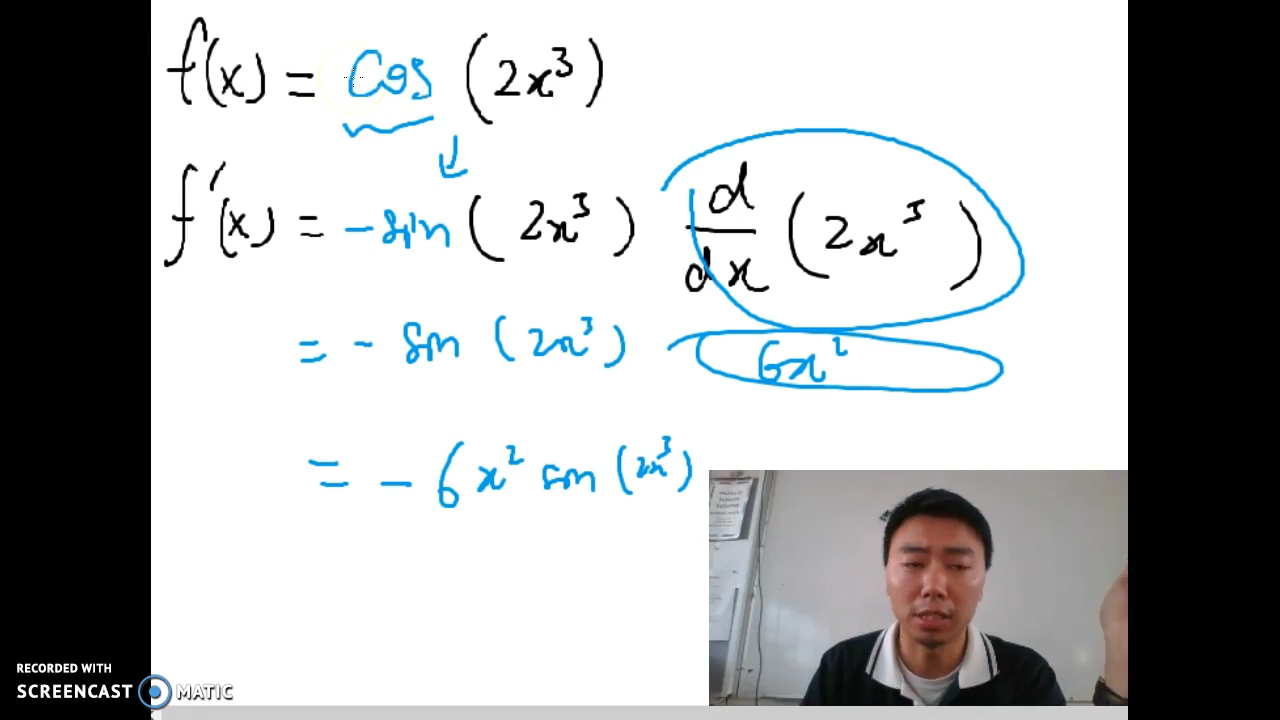 f(x) = Cos (2x³)
f'(x) = -sin (2x³) d/dx (2x³)
= - sin (2x³) 6x²
= - 6x² sin (2x³)
RECORDED WITH
SCREENCAST MATIC